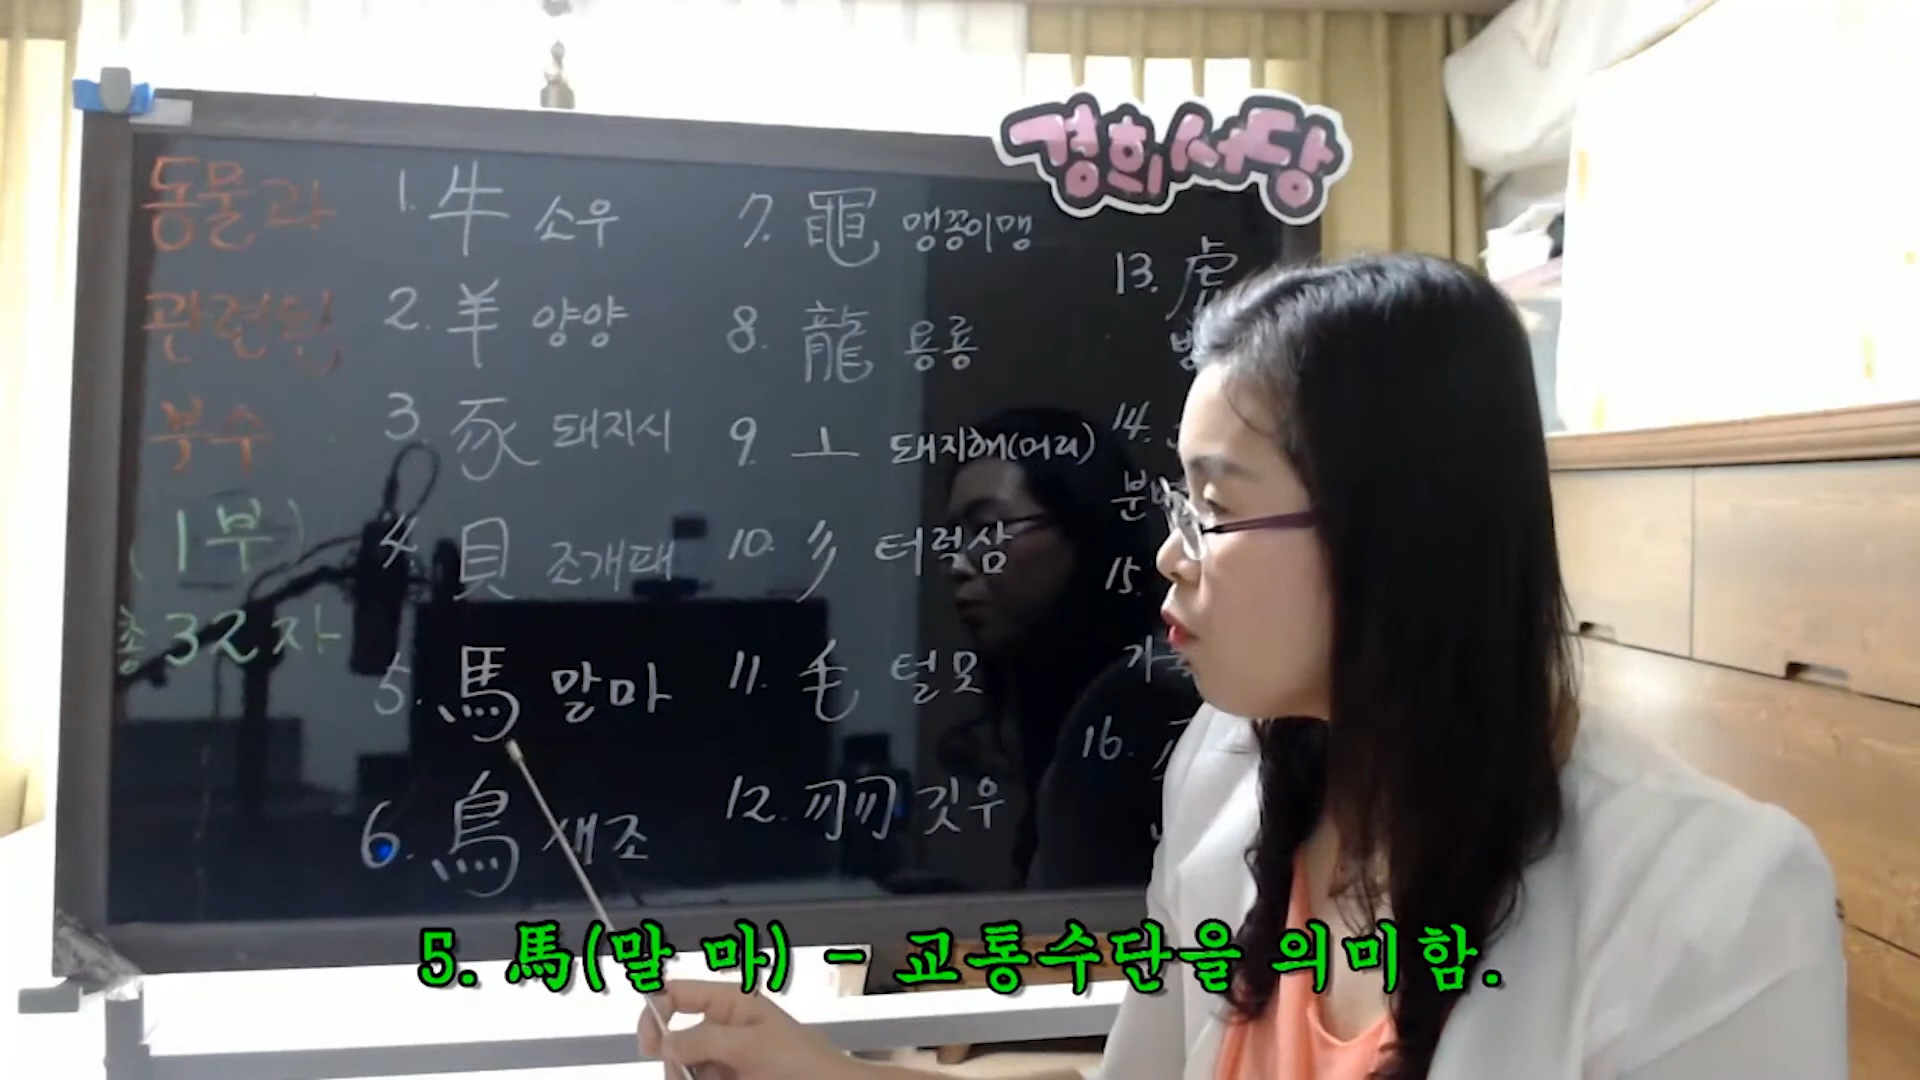 경희서당
동물과
관련된
부수
(1부)
총32자
1. 牛 소우
2. 羊 양양
3. 豕 돼지시
4. 貝 조개패
5. 馬 말마
6. 鳥 새조
7. 黽 맹꽁이맹
8. 龍 용룡
9. 彑 돼지해(머리)
10. 彡 터럭삼
11. 毛 털모
12. 羽 깃우
13. 虍
14.
15.
16.
5. 馬(말 마) - 교통수단을 의미함.